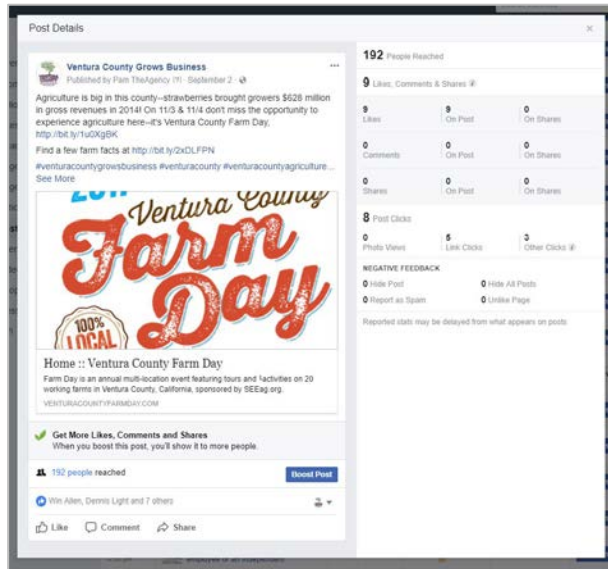 Post Details
Ventura County Grows Business
Published by Pam TheAgency [?] · September 2 ·
Agriculture is big in this county--strawberries brought growers $628 million
in gross revenues in 2014! On 11/3 & 11/4 don't miss the opportunity to
experience agriculture here--it's Ventura County Farm Day,
http://bit.ly/1u0XgBK
Find a few farm facts at http://bit.ly/2xDLFPN
#venturacountygrowsbusiness #venturacounty #venturacountyagriculture...
See More
Ventura County
Farm
Day
100%
LOCAL
Home :: Ventura County Farm Day
Farm Day is an annual multi-location event featuring tours and activities on 20
working farms in Ventura County, California, sponsored by SEEag.org.
VENTURACOUNTYFARMDAY.COM
Get More Likes, Comments and Shares
When you boost this post, you'll show it to more people.
192 people reached
Boost Post
Win Allen, Dennis Light and 7 others
Like Comment Share
192 People Reached
9 Likes, Comments & Shares
9 9 0
Likes On Post On Shares
0 0 0
Comments On Post On Shares
0 0 0
Shares On Post On Shares
8 Post Clicks
0 5 3
Photo Views Link Clicks Other Clicks
NEGATIVE FEEDBACK
0 Hide Post 0 Hide All Posts
0 Report as Spam 0 Unlike Page
Reported stats may be delayed from what appears on posts